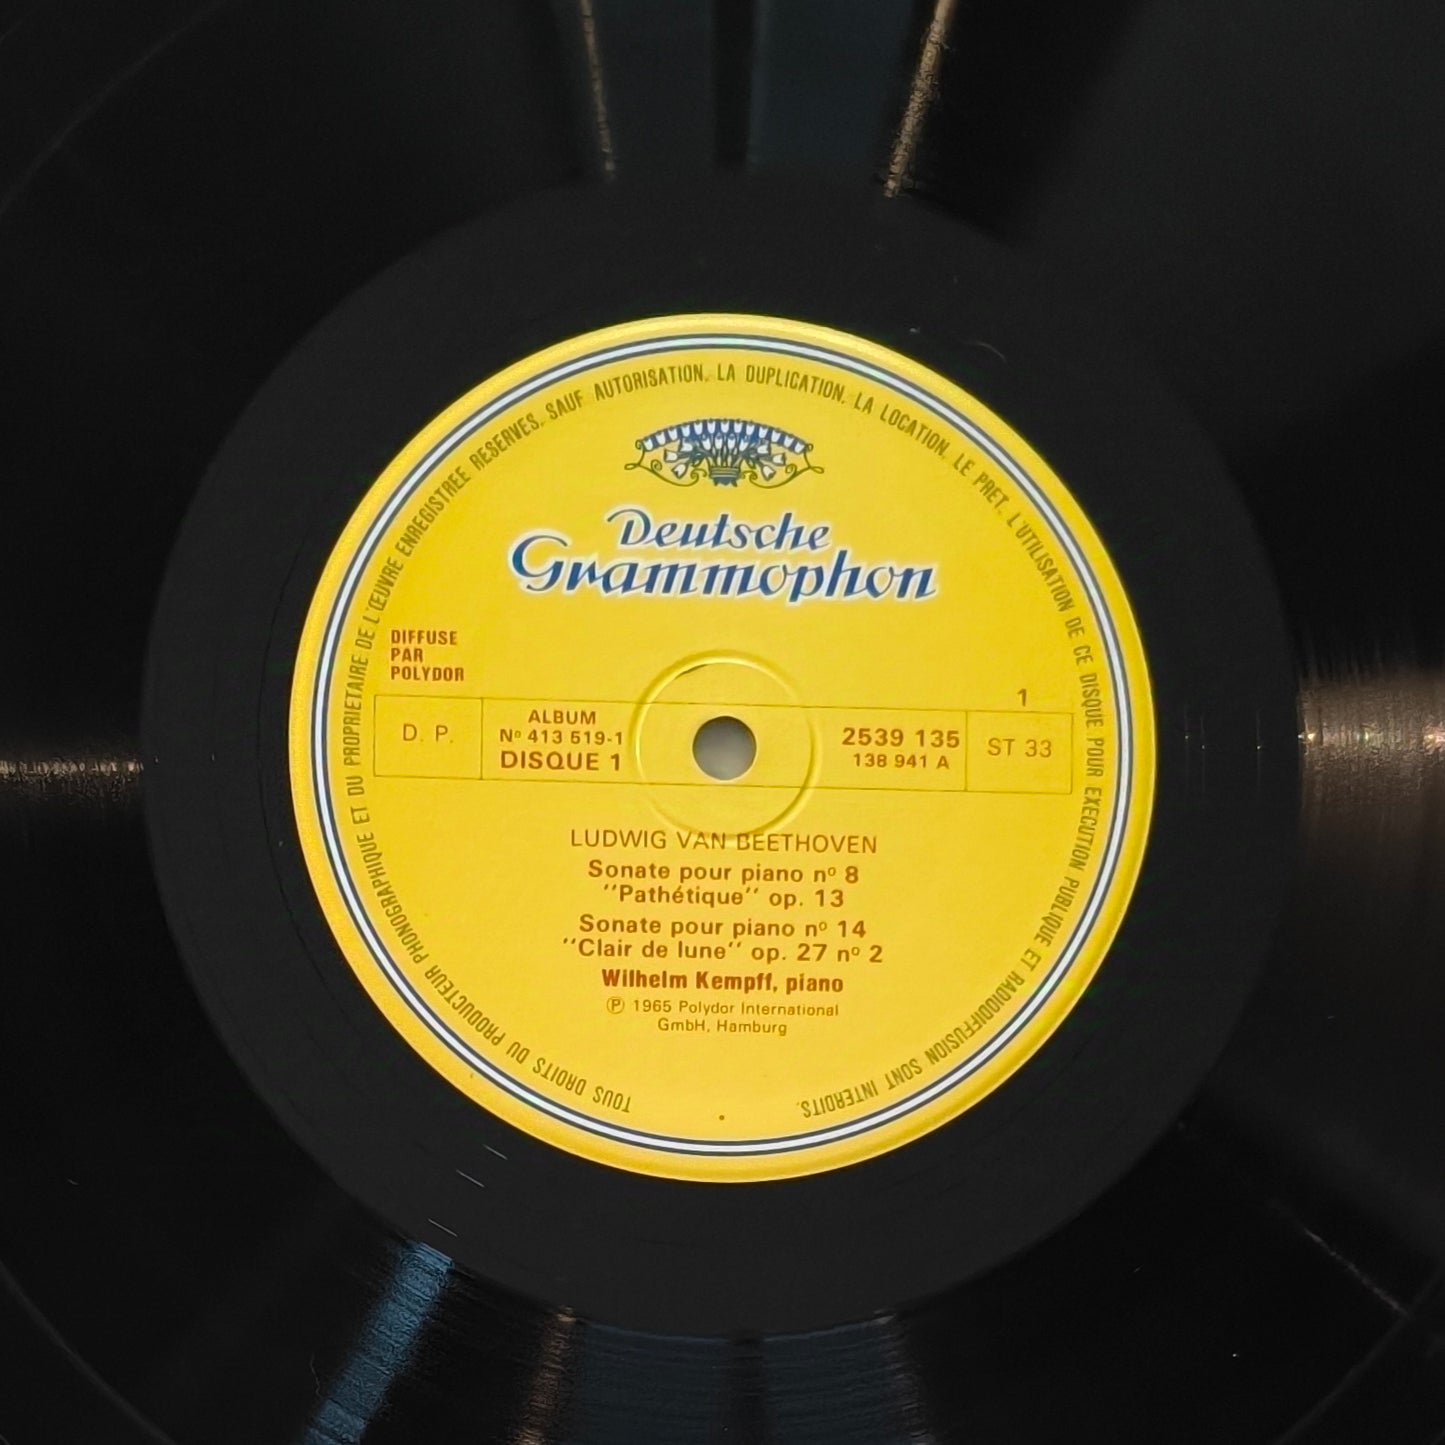 TOUS DROITS DU PRODUCTEUR PHONOGRAPHIQUE ET DU PROPRIETAIRE DE L'ŒUVRE ENREGISTREE RESERVES. SAUF AUTORISATION, LA DUPLICATION, LA LOCATION, LE PRET, L'UTILISATION DE CE DISQUE POUR EXECUTION PUBLIQUE ET RADIODIFFUSION SONT INTERDITS.
Deutsche
Grammophon
DIFFUSE
PAR
POLYDOR
1
D. P.
ALBUM
Nº 413 519-1
DISQUE 1
2539 135
138 941 A
ST 33
LUDWIG VAN BEETHOVEN
Sonate pour piano nº 8
"Pathétique" op. 13
Sonate pour piano nº 14
"Clair de lune" op. 27 nº 2
Wilhelm Kempff, piano
℗ 1965 Polydor International
GmbH, Hamburg